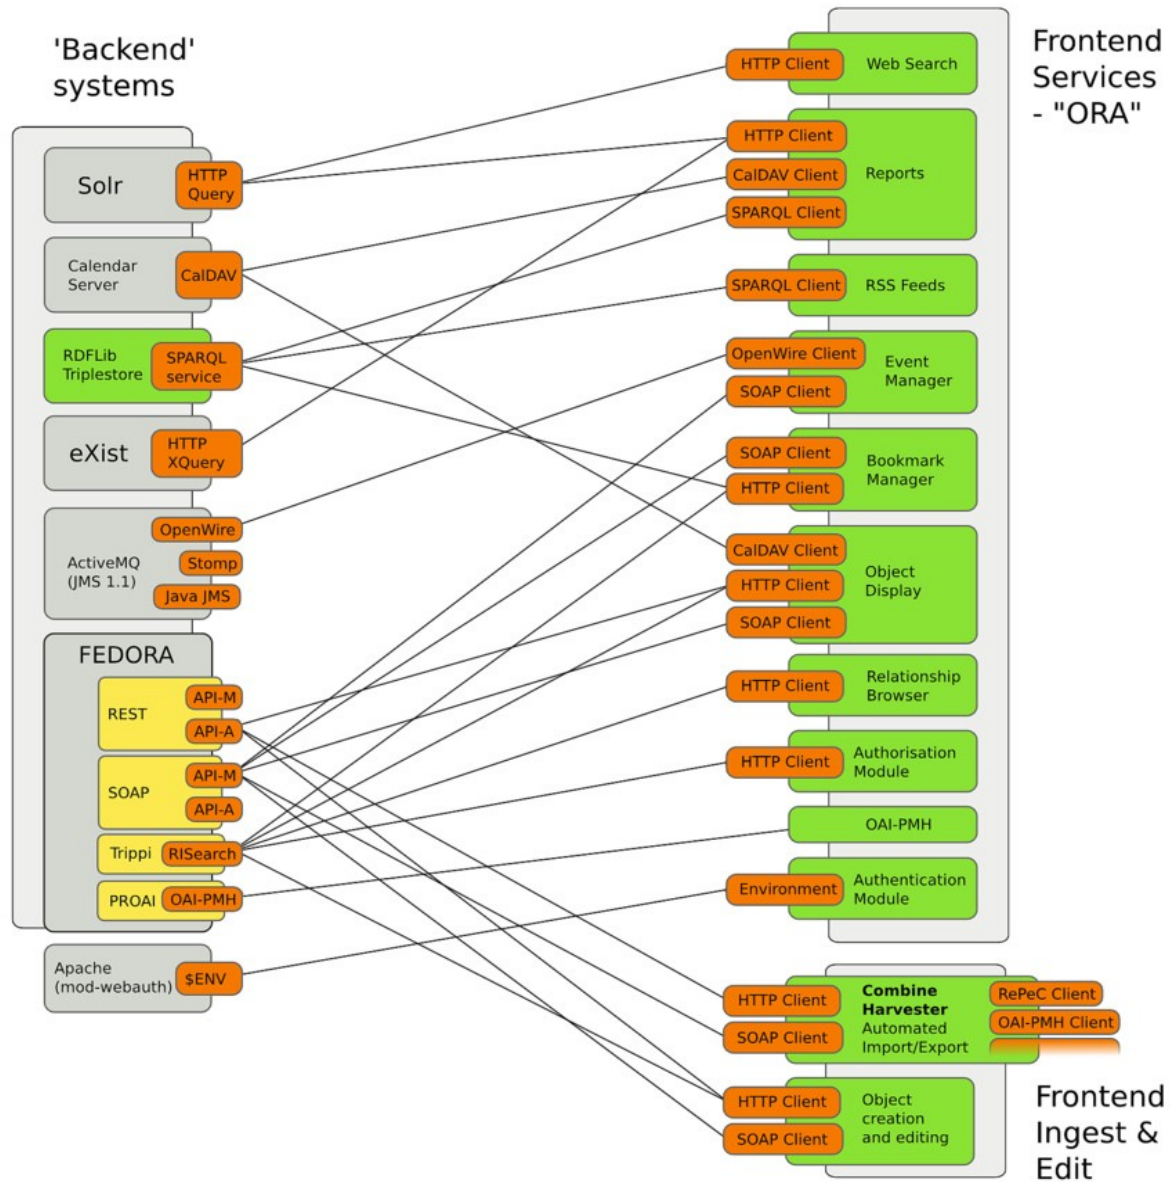 'Backend'
systems
Solr
HTTP
Query
Calendar
Server
CalDAV
RDFLib
Triplestore
SPARQL
service
eXist
HTTP
XQuery
ActiveMQ
(JMS 1.1)
OpenWire
Stomp
Java JMS
FEDORA
REST
API-M
API-A
SOAP
API-M
API-A
Trippi
RISearch
PROAI
OAI-PMH
Apache
(mod-webauth)
$ENV
Frontend
Services
- "ORA"
HTTP Client
Web Search
HTTP Client
CalDAV Client
SPARQL Client
Reports
SPARQL Client
RSS Feeds
OpenWire Client
SOAP Client
Event
Manager
SOAP Client
HTTP Client
Bookmark
Manager
CalDAV Client
HTTP Client
SOAP Client
Object
Display
HTTP Client
Relationship
Browser
HTTP Client
Authorisation
Module
OAI-PMH
Environment
Authentication
Module
HTTP Client
SOAP Client
Combine
Harvester
Automated
Import/Export
RePeC Client
OAI-PMH Client
HTTP Client
SOAP Client
Object
creation
and editing
Frontend
Ingest &
Edit